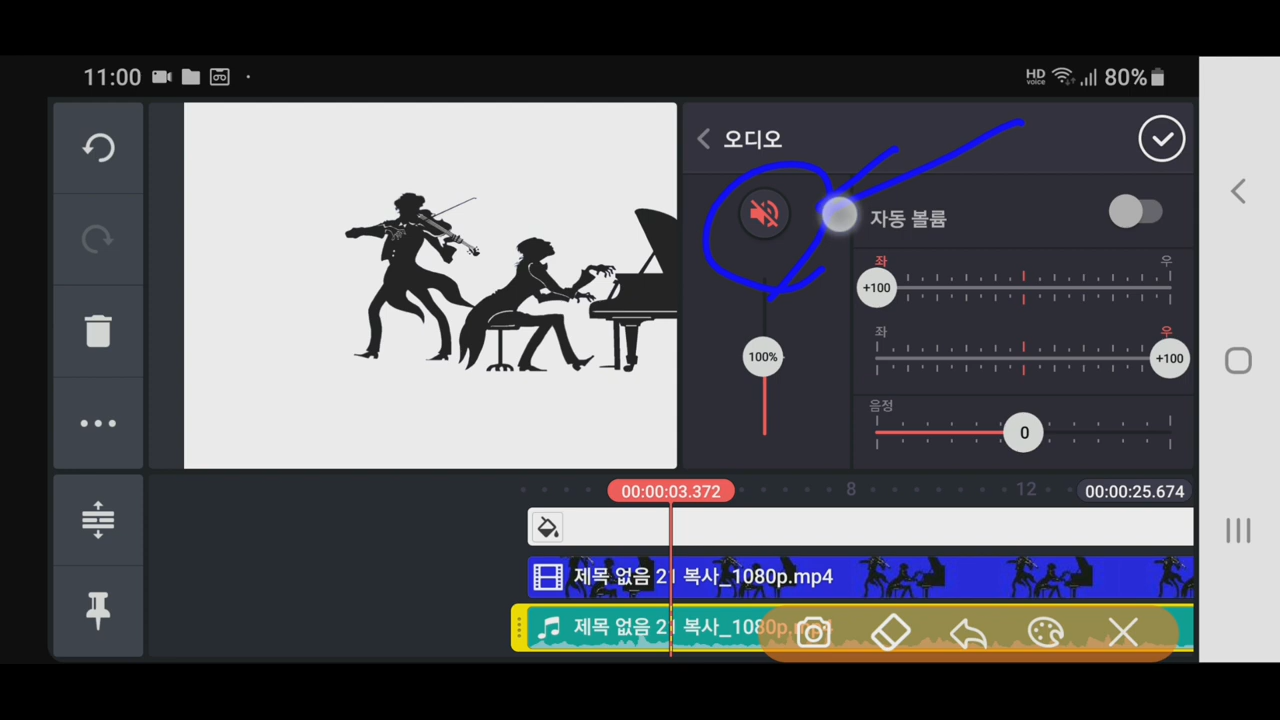 11:00
HD voice 80%
오디오
자동 볼륨
좌 우
+100
좌 우
+100
100%
음정
0
00:00:03.372 8 12 00:00:25.674
제목 없음 21 복사_1080p.mp4
제목 없음 21 복사_1080p.mp4